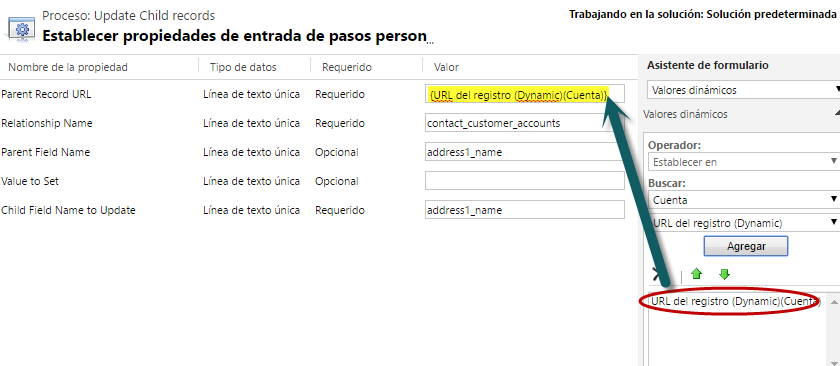 Proceso: Update Child records
Trabajando en la solución: Solución predeterminada
Establecer propiedades de entrada de pasos person...
Nombre de la propiedad Tipo de datos Requerido Valor
Parent Record URL Línea de texto única Requerido {URL del registro (Dynamic)(Cuenta)}
Relationship Name Línea de texto única Requerido contact_customer_accounts
Parent Field Name Línea de texto única Opcional address1_name
Value to Set Línea de texto única Opcional
Child Field Name to Update Línea de texto única Requerido address1_name
Asistente de formulario
Valores dinámicos
Valores dinámicos
Operador:
Establecer en
Buscar:
Cuenta
URL del registro (Dynamic)
Agregar
URL del registro (Dynamic)(Cuenta)